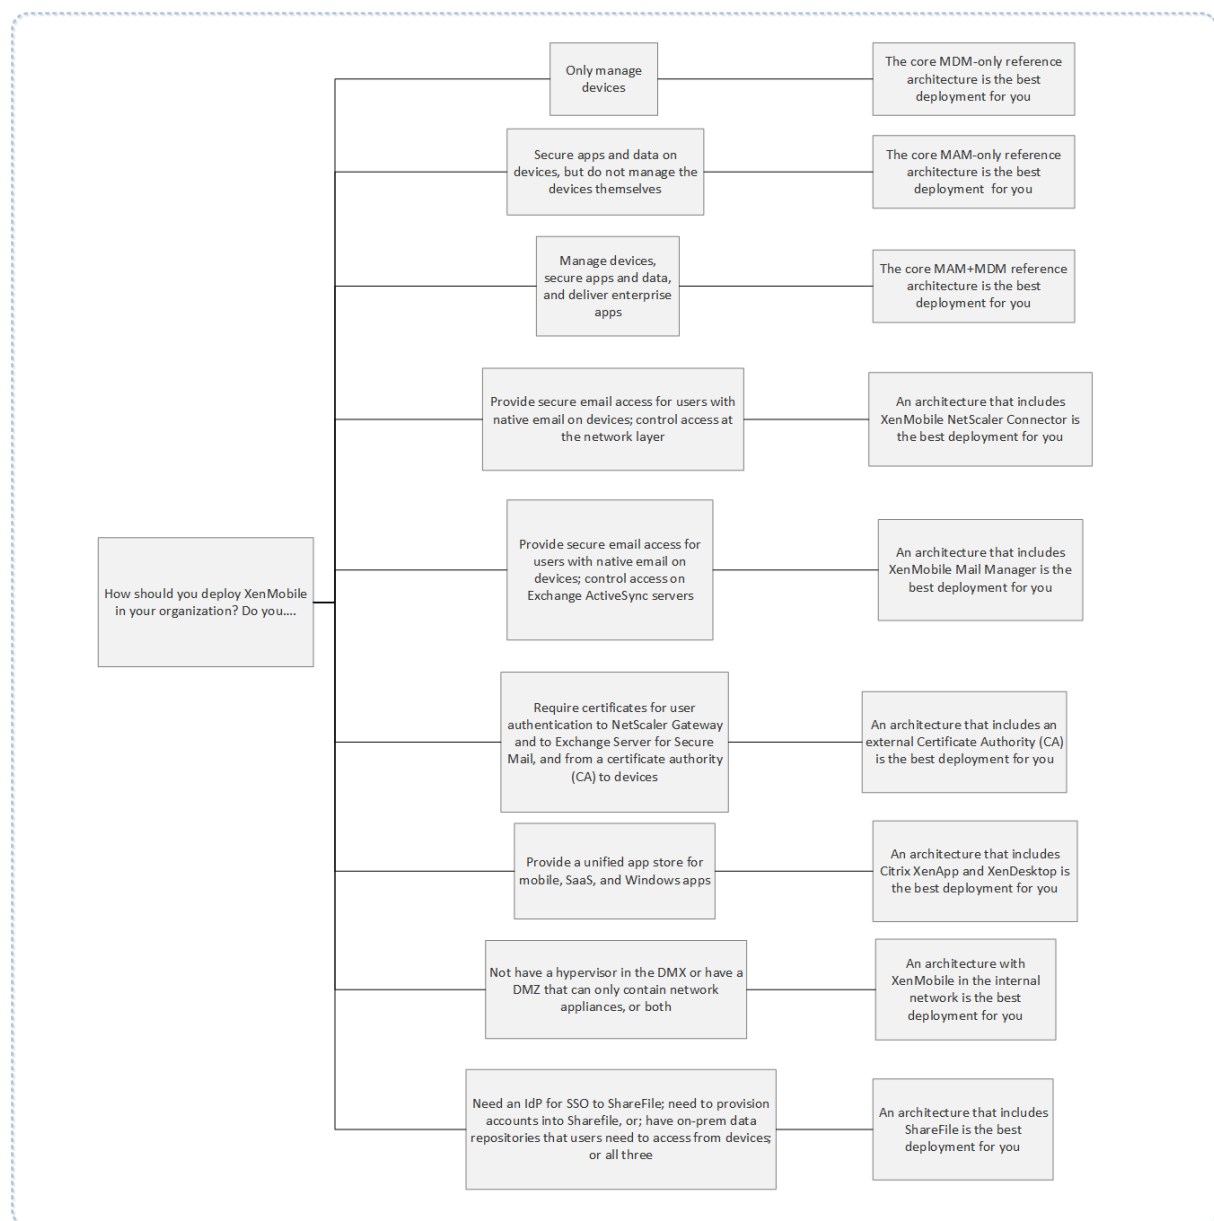 Only manage
devices
The core MDM-only reference
architecture is the best
deployment for you
Secure apps and data on
devices, but do not manage the
devices themselves
The core MAM-only reference
architecture is the best
deployment  for you
Manage devices,
secure apps and data,
and deliver enterprise
apps
The core MAM+MDM reference
architecture is the best
deployment for you
Provide secure email access for users with
native email on devices; control access at
the network layer
An architecture that includes
XenMobile NetScaler Connector is
the best deployment for you
How should you deploy XenMobile
in your organization? Do you....
Provide secure email access for
users with native email on
devices; control access on
Exchange ActiveSync servers
An architecture that includes
XenMobile Mail Manager is the
best deployment for you
Require certificates for user
authentication to NetScaler Gateway
and to Exchange Server for Secure
Mail, and from a certificate authority
(CA) to devices
An architecture that includes an
external Certificate Authority (CA)
is the best deployment for you
Provide a unified app store for
mobile, SaaS, and Windows apps
An architecture that includes
Citrix XenApp and XenDesktop is
the best deployment for you
Not have a hypervisor in the DMX or have a
DMZ that can only contain network
appliances, or both
An architecture with
XenMobile in the internal
network is the best
deployment for you
Need an IdP for SSO to ShareFile; need to provision
accounts into Sharefile, or; have on-prem data
repositories that users need to access from devices;
or all three
An architecture that includes
ShareFile is the best
deployment for you